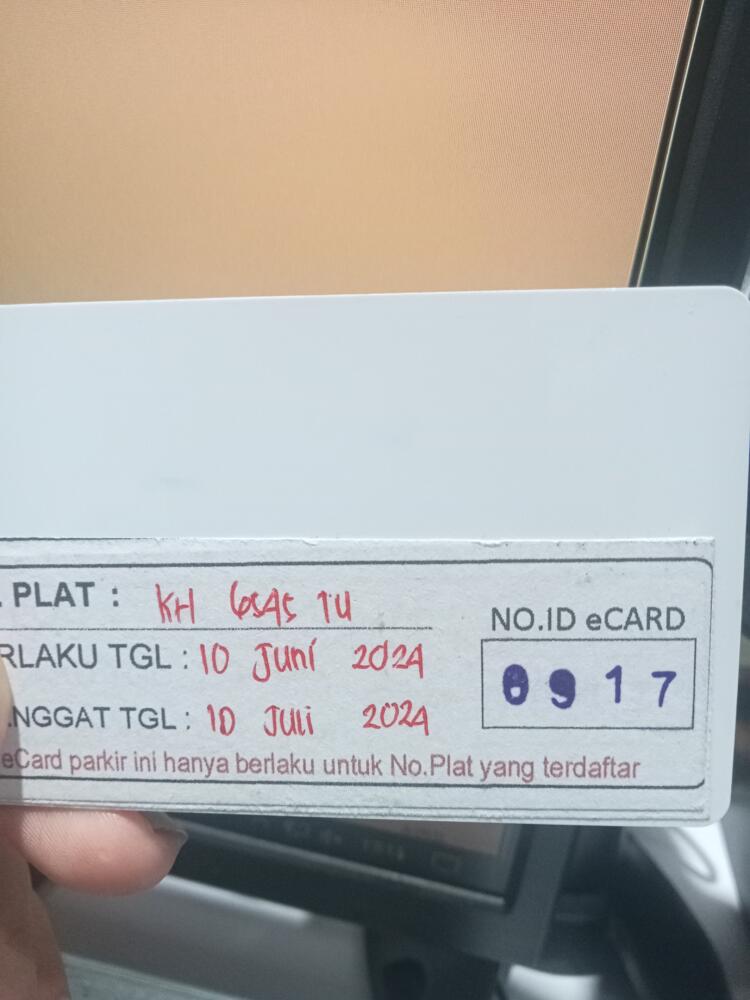 PLAT : KH 6545 TU
RLAKU TGL : 10 Juni 2024
NGGAT TGL : 10 Juli 2024
NO.ID eCARD
0917
eCard parkir ini hanya berlaku untuk No.Plat yang terdaftar